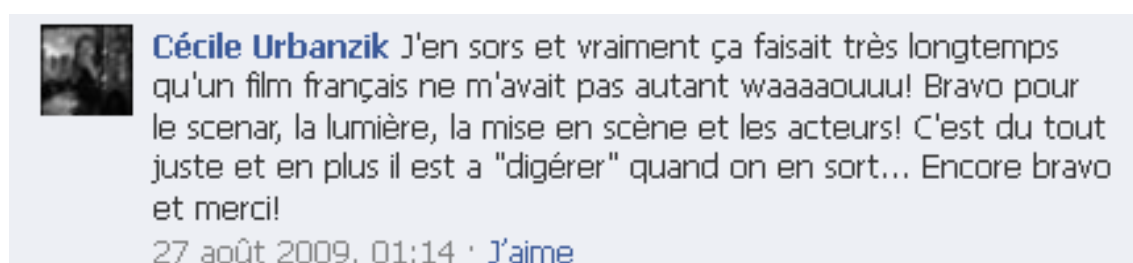 Cécile Urbanzik J'en sors et vraiment ça faisait très longtemps
qu'un film français ne m'avait pas autant waaaaouuu! Bravo pour
le scenar, la lumière, la mise en scène et les acteurs! C'est du tout
juste et en plus il est a "digérer" quand on en sort... Encore bravo
et merci!
27 août 2009, 01:14 · J'aime